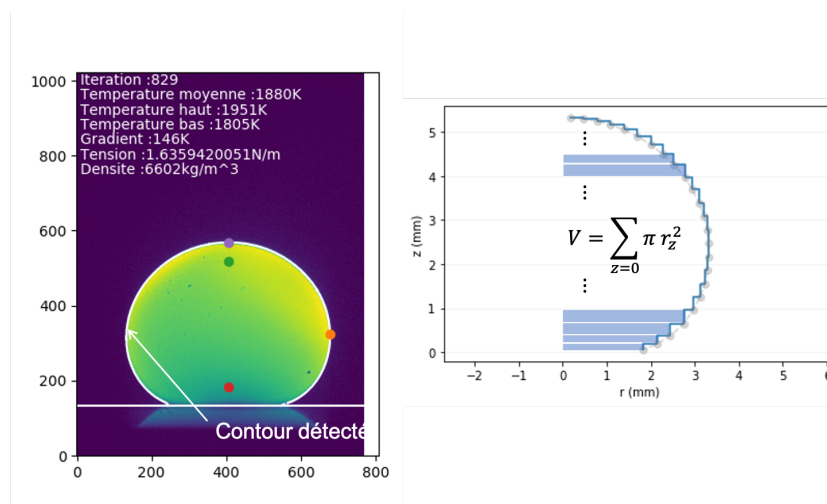 Iteration :829
Temperature moyenne :1880K
Temperature haut :1951K
Temperature bas :1805K
Gradient :146K
Tension :1.6359420051N/m
Densite :6602kg/m^3
1000
800
600
400
200
0
0 200 400 600 800
Contour détecté
z (mm)
5
4
3
2
1
0
V = ∑ π r_z^2
z=0
−2 −1 0 1 2 3 4 5 6
r (mm)